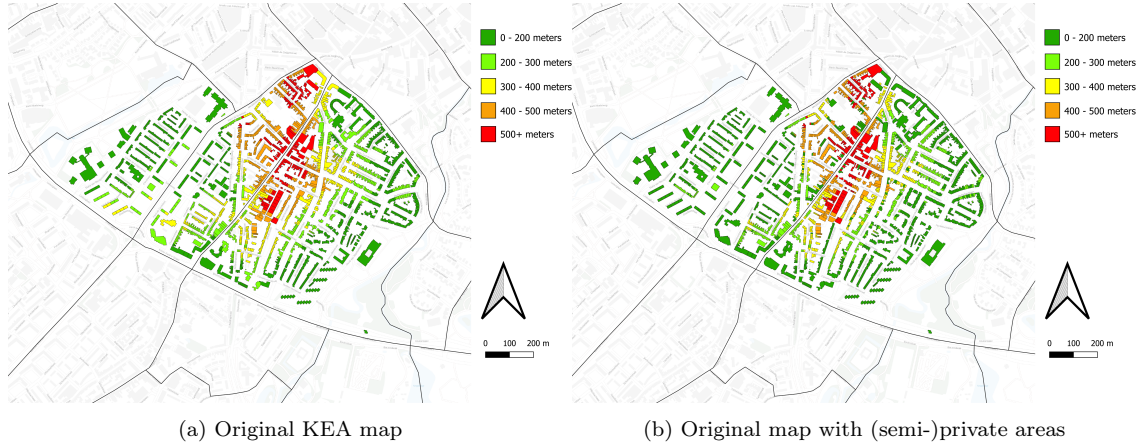 0 - 200 meters
200 - 300 meters
300 - 400 meters
400 - 500 meters
500+ meters
0 100 200 m
(a) Original KEA map
0 - 200 meters
200 - 300 meters
300 - 400 meters
400 - 500 meters
500+ meters
0 100 200 m
(b) Original map with (semi-)private areas